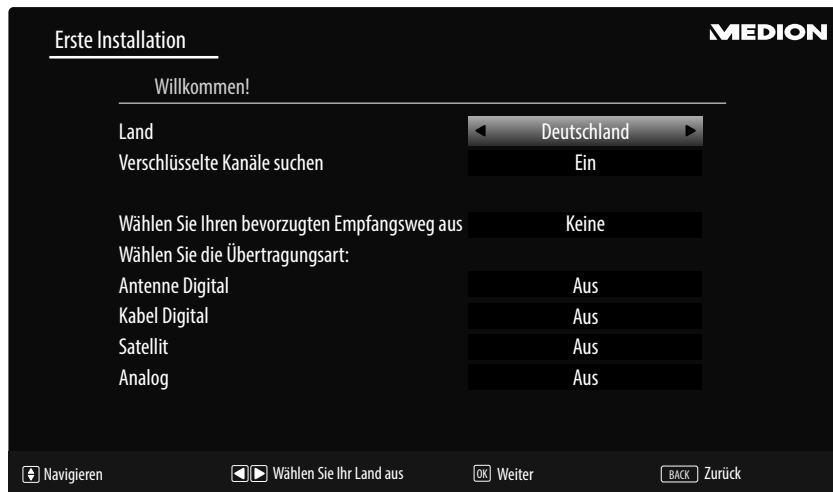 Erste Installation
MEDION
Willkommen!
Land Deutschland
Verschlüsselte Kanäle suchen Ein
Wählen Sie Ihren bevorzugten Empfangsweg aus Keine
Wählen Sie die Übertragungsart:
Antenne Digital Aus
Kabel Digital Aus
Satellit Aus
Analog Aus
Navigieren Wählen Sie Ihr Land aus OK Weiter BACK Zurück